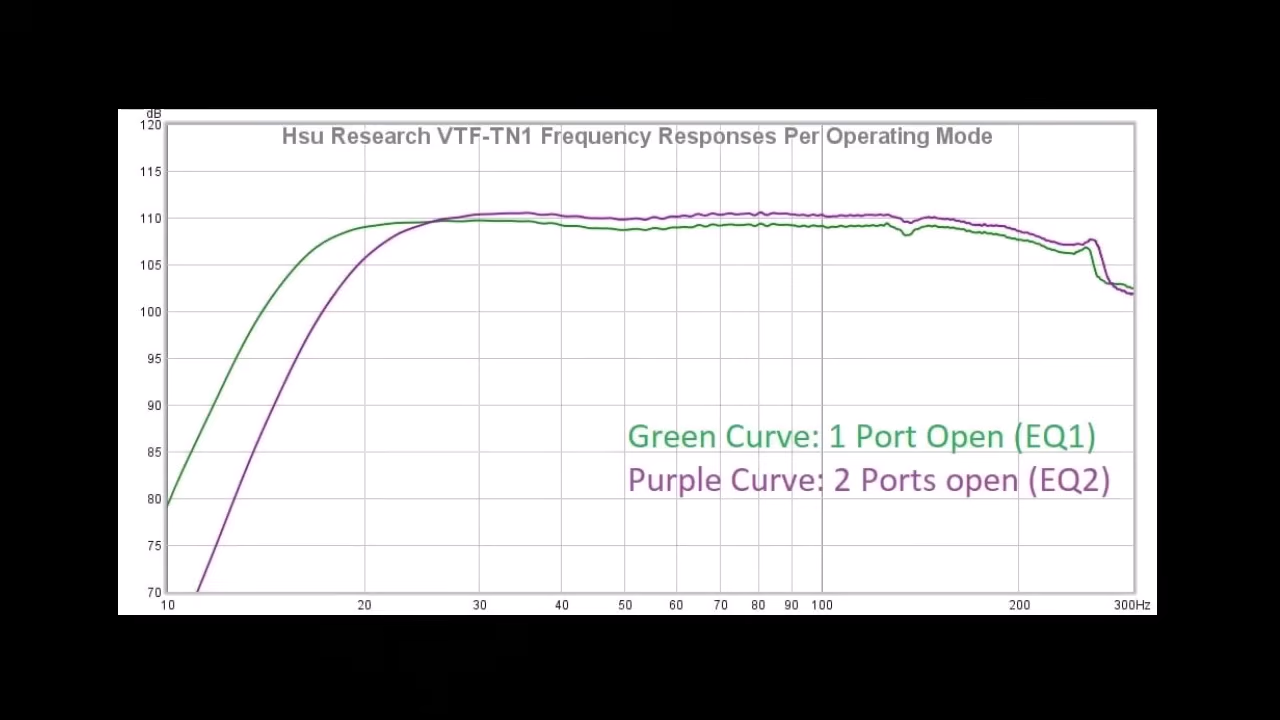 dB
Hsu Research VTF-TN1 Frequency Responses Per Operating Mode
120
115
110
105
100
95
90
85
80
75
70
Green Curve: 1 Port Open (EQ1)
Purple Curve: 2 Ports open (EQ2)
10 20 30 40 50 60 70 80 90 100 200 300Hz